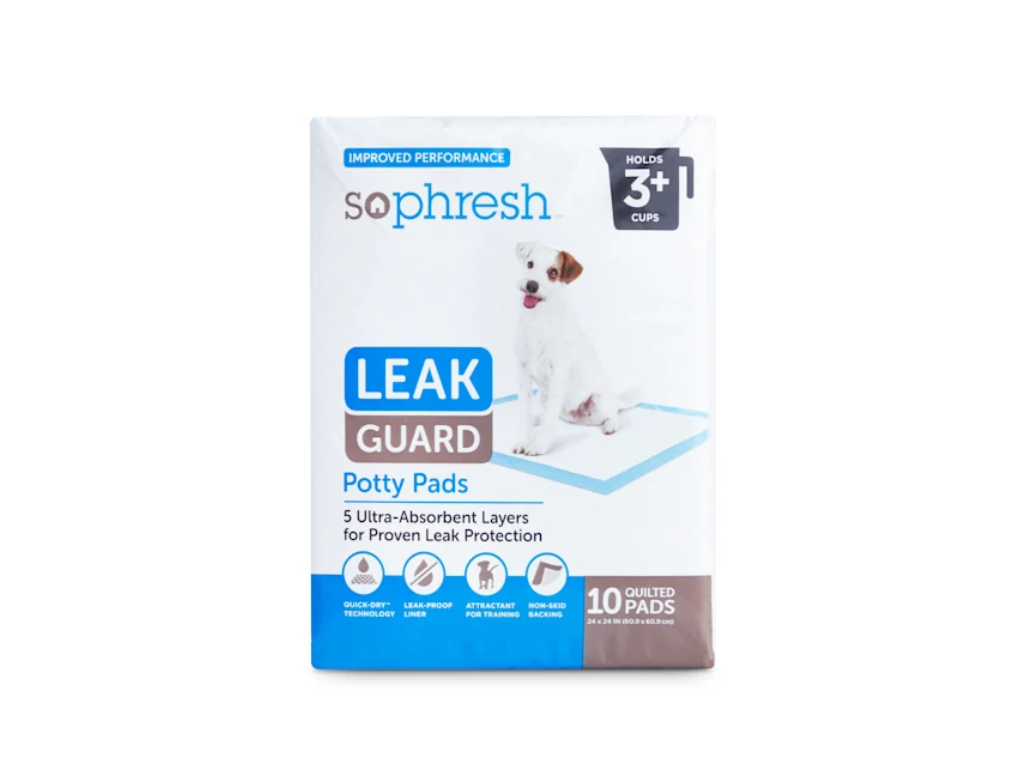 IMPROVED PERFORMANCE
sophresh
HOLDS
3+
CUPS
LEAK
GUARD
Potty Pads
5 Ultra-Absorbent Layers
for Proven Leak Protection
QUICK-DRY™
TECHNOLOGY
LEAK-PROOF
LINER
ATTRACTANT
FOR TRAINING
NON-SKID
BACKING
10 QUILTED
PADS
24 x 24 IN (60.9 x 60.9 cm)